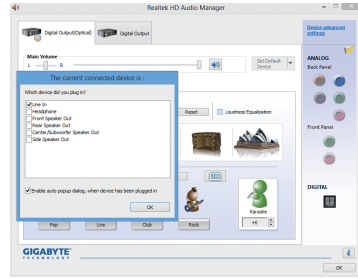 Realtek HD Audio Manager
Digital Output(Optical)
Digital Output
Device advanced
settings
Main Volume
L
R
Set Default
Device
ANALOG
Back Panel
The current connected device is.:
Which device did you plug in?
Line In
Headphone
Front Speaker Out
Rear Speaker Out
Center/Subwoofer Speaker Out
Side Speaker Out
Reset
Loudness Equalization
Front Panel
Enable auto popup dialog, when device has been plugged in
OK
DIGITAL
Karaoke
Pop
Live
Club
Rock
+0
GIGABYTE
TECHNOLOGY
OK